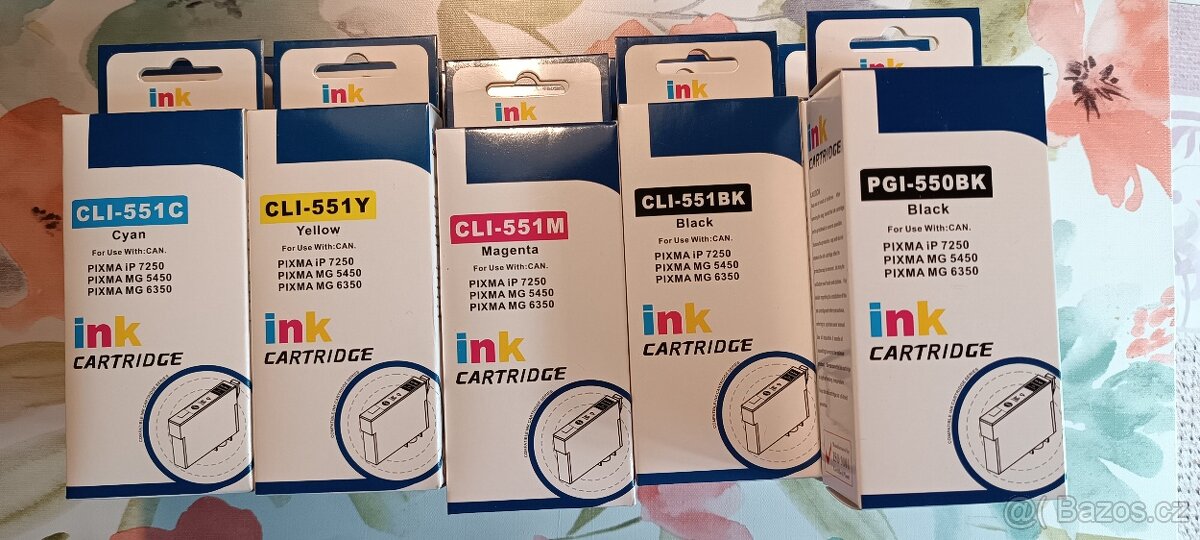 ink
CLI-551C
Cyan
For Use With:CAN.
PIXMA iP 7250
PIXMA MG 5450
PIXMA MG 6350
ink
CARTRIDGE
ink
CLI-551Y
Yellow
For Use With:CAN.
PIXMA iP 7250
PIXMA MG 5450
PIXMA MG 6350
ink
CARTRIDGE
ink
CLI-551M
Magenta
For Use With:CAN.
PIXMA iP 7250
PIXMA MG 5450
PIXMA MG 6350
ink
CARTRIDGE
ink
CLI-551BK
Black
For Use With:CAN.
PIXMA iP 7250
PIXMA MG 5450
PIXMA MG 6350
ink
CARTRIDGE
ink
ink
CARTRIDGE
PGI-550BK
Black
For Use With:CAN.
PIXMA iP 7250
PIXMA MG 5450
PIXMA MG 6350
ink
CARTRIDGE
@( Bazos.cz